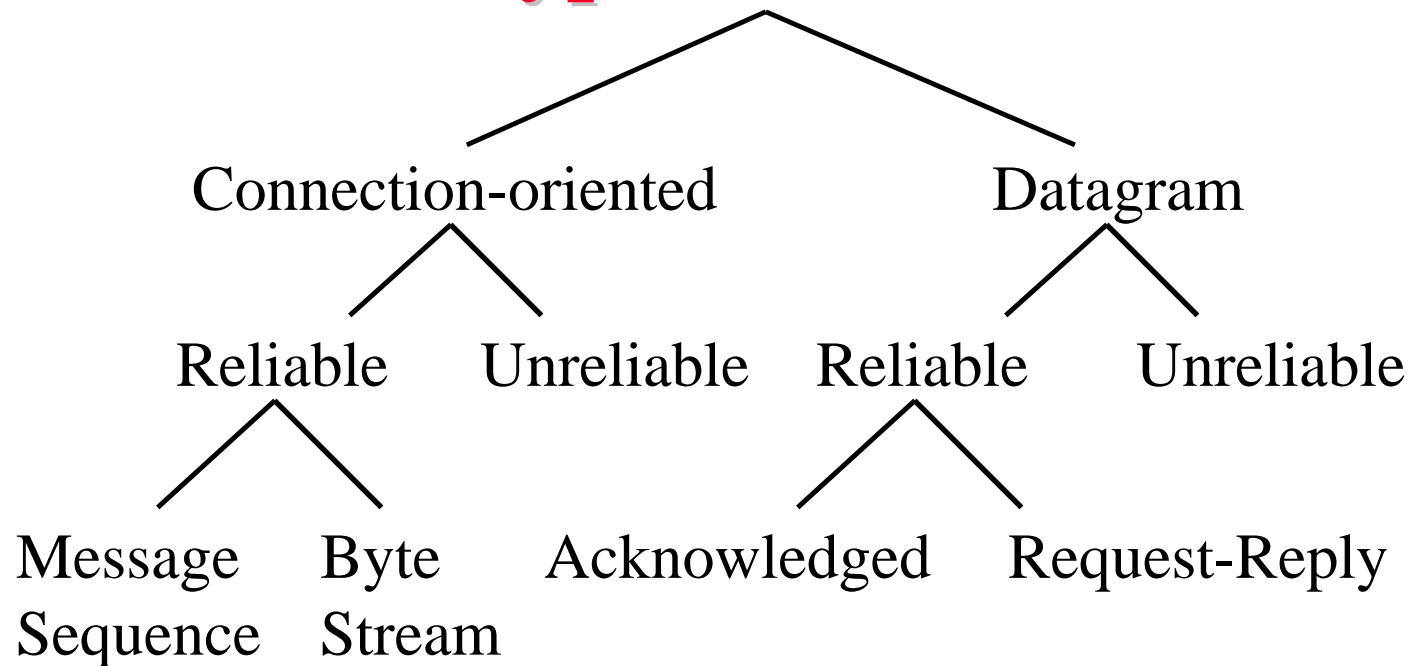 Connection-oriented Datagram
Reliable Unreliable Reliable Unreliable
Message Byte Acknowledged Request-Reply
Sequence Stream